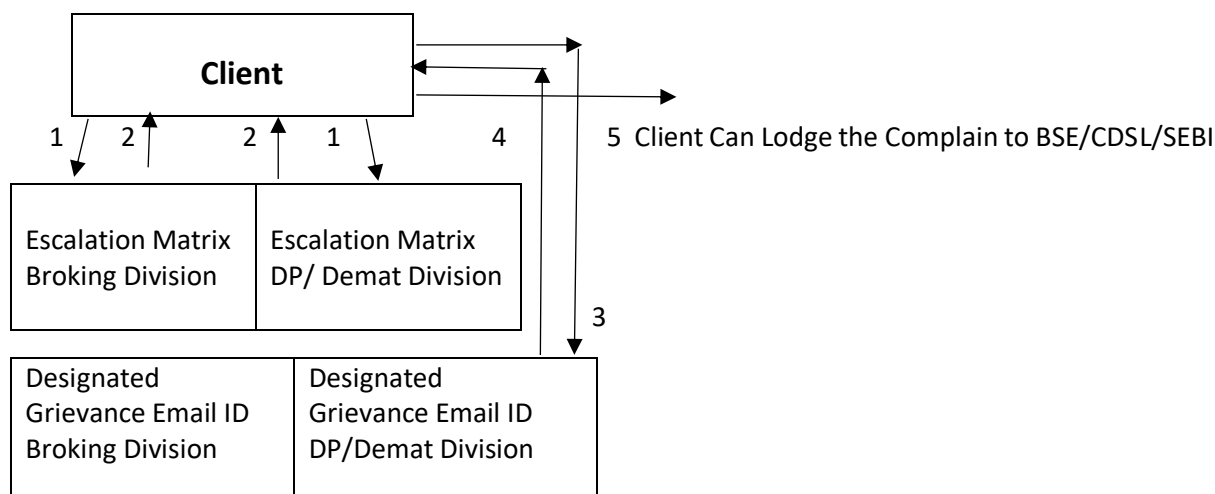 Client
1 2 2 1 4 5 Client Can Lodge the Complain to BSE/CDSL/SEBI
Escalation Matrix
Broking Division
Escalation Matrix
DP/ Demat Division
3
Designated
Grievance Email ID
Broking Division
Designated
Grievance Email ID
DP/Demat Division